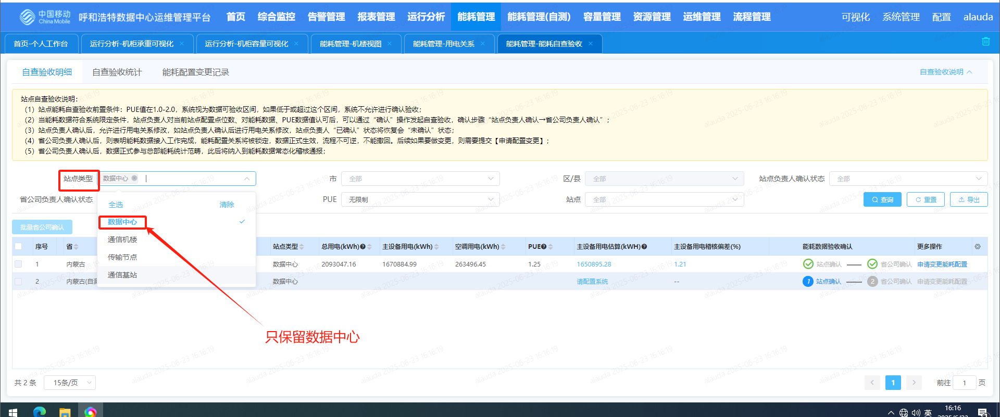 中国移动
China Mobile
呼和浩特数据中心运维管理平台
首页 综合监控 告警管理 报表管理 运行分析 能耗管理 能耗管理(自测) 容量管理 资源管理 运维管理 流程管理
可视化 系统管理 配置 alauda
首页-个人工作台 运行分析-机柜承重可视化 × 运行分析-机柜容量可视化 × 能耗管理-机楼视图 × 能耗管理-用电关系 × 能耗管理-能耗自查验收 ×
自查验收明细 自查验收统计 能耗配置变更记录 自查验收说明
站点自查验收说明：
（1）站点能耗自查验收前置条件：PUE值在1.0-2.0，系统视为数据可验收区间，如果低于或超过这个区间，系统不允许进行确认验收；
（2）当能耗数据符合系统限定条件，站点负责人对当前站点配置点位数、对能耗数据、PUE数据值认可后，可以通过“确认”操作发起自查验收，确认步骤“站点负责人确认→省公司负责人确认”；
（3）站点负责人确认后，允许进行用电关系修改，如站点负责人确认后进行用电关系修改，站点负责人“已确认”状态将恢复会“未确认”状态；
（4）省公司负责人确认后，则表明能耗数据接入工作完成，能耗配置关系将被锁定，数据正式生效，流程不可逆，不能撤回。后续如果要做变更，则需要提交【申请配置变更】；
（5）省公司负责人确认后，数据正式参与总部能耗统计范畴，此后将纳入到能耗数据常态化稽核通报；
站点类型 数据中心 市 全部 区/县 全部 站点负责人确认状态 全部
省公司负责人确认状态 PUE 无限制 站点 全部 查询 重置 导出
全选 清除
数据中心
通信机楼
传输节点
通信基站
批量省公司确认
序号 省 站点类型 总用电(kWh) 主设备用电(kWh) 空调用电(kWh) PUE 主设备用电估算(kWH) 主设备用电稽核偏差(%) 能耗数据验收确认 更多操作
1 内蒙古 数据中心 2093047.16 1670884.99 263496.45 1.25 1650895.28 1.21 站点确认 省公司确认 申请变更能耗配置
2 内蒙古(自测 数据中心 请配置系统 -- 1 站点确认 2 省公司确认 申请变更能耗配置
只保留数据中心
共 2 条 15条/页 1 前往 1 页
alauda 2025-06-23 16:16:19
英 16:16